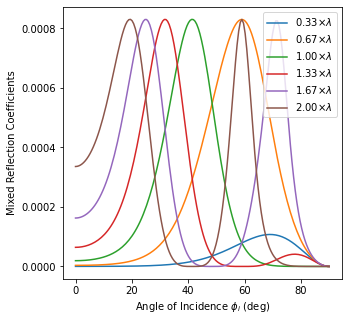 0.0008
0.0006
0.0004
0.0002
0.0000
Mixed Reflection Coefficients
0 20 40 60 80
Angle of Incidence ϕᵢ (deg)
0.33 × λ
0.67 × λ
1.00 × λ
1.33 × λ
1.67 × λ
2.00 × λ